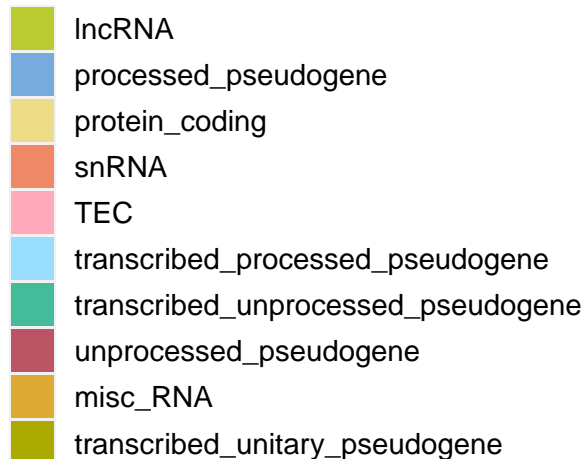 lncRNA
processed_pseudogene
protein_coding
snRNA
TEC
transcribed_processed_pseudogene
transcribed_unprocessed_pseudogene
unprocessed_pseudogene
misc_RNA
transcribed_unitary_pseudogene